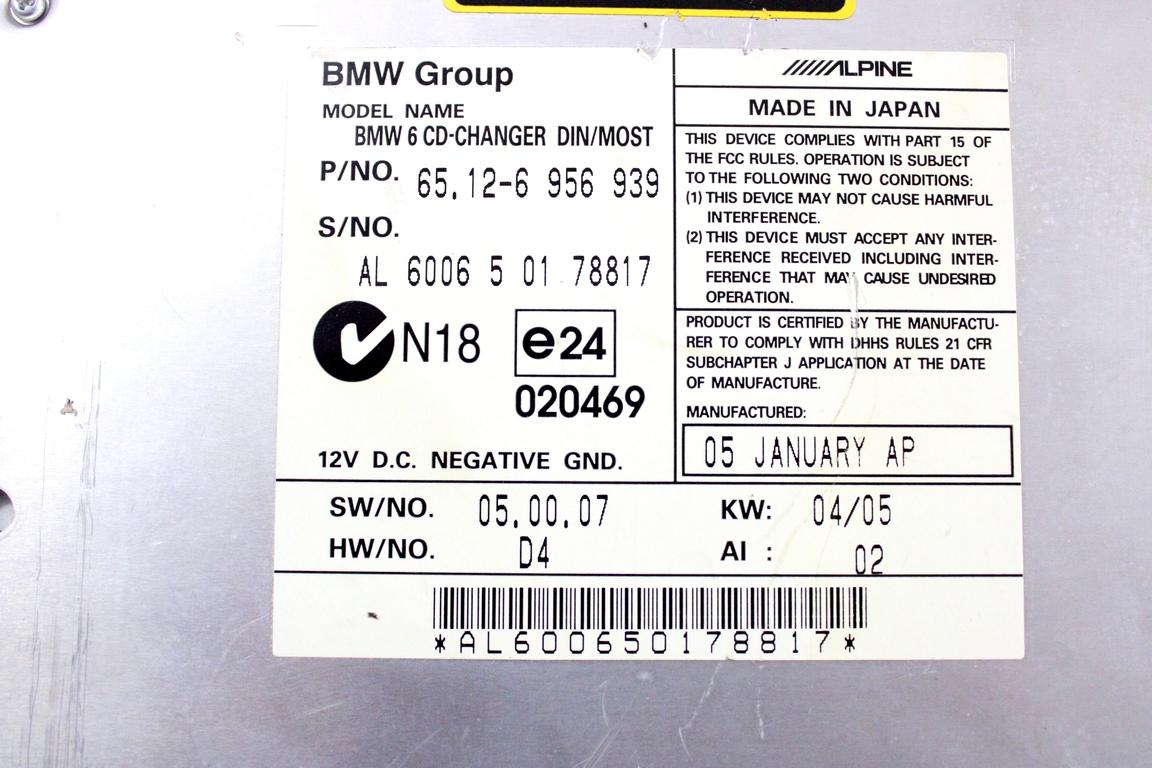 BMW Group
MODEL NAME
BMW 6 CD-CHANGER DIN/MOST
P/NO. 65.12-6 956 939
S/NO.
AL 6006 5 01 78817
N18 e24
020469
12V D.C. NEGATIVE GND.
ALPINE
MADE IN JAPAN
THIS DEVICE COMPLIES WITH PART 15 OF
THE FCC RULES. OPERATION IS SUBJECT
TO THE FOLLOWING TWO CONDITIONS:
(1) THIS DEVICE MAY NOT CAUSE HARMFUL
INTERFERENCE.
(2) THIS DEVICE MUST ACCEPT ANY INTER-
FERENCE RECEIVED INCLUDING INTER-
FERENCE THAT MAY CAUSE UNDESIRED
OPERATION.
PRODUCT IS CERTIFIED BY THE MANUFACTU-
RER TO COMPLY WITH DHHS RULES 21 CFR
SUBCHAPTER J APPLICATION AT THE DATE
OF MANUFACTURE.
MANUFACTURED:
05 JANUARY AP
SW/NO. 05.00.07 KW: 04/05
HW/NO. D4 AI : 02
*AL600650178817*